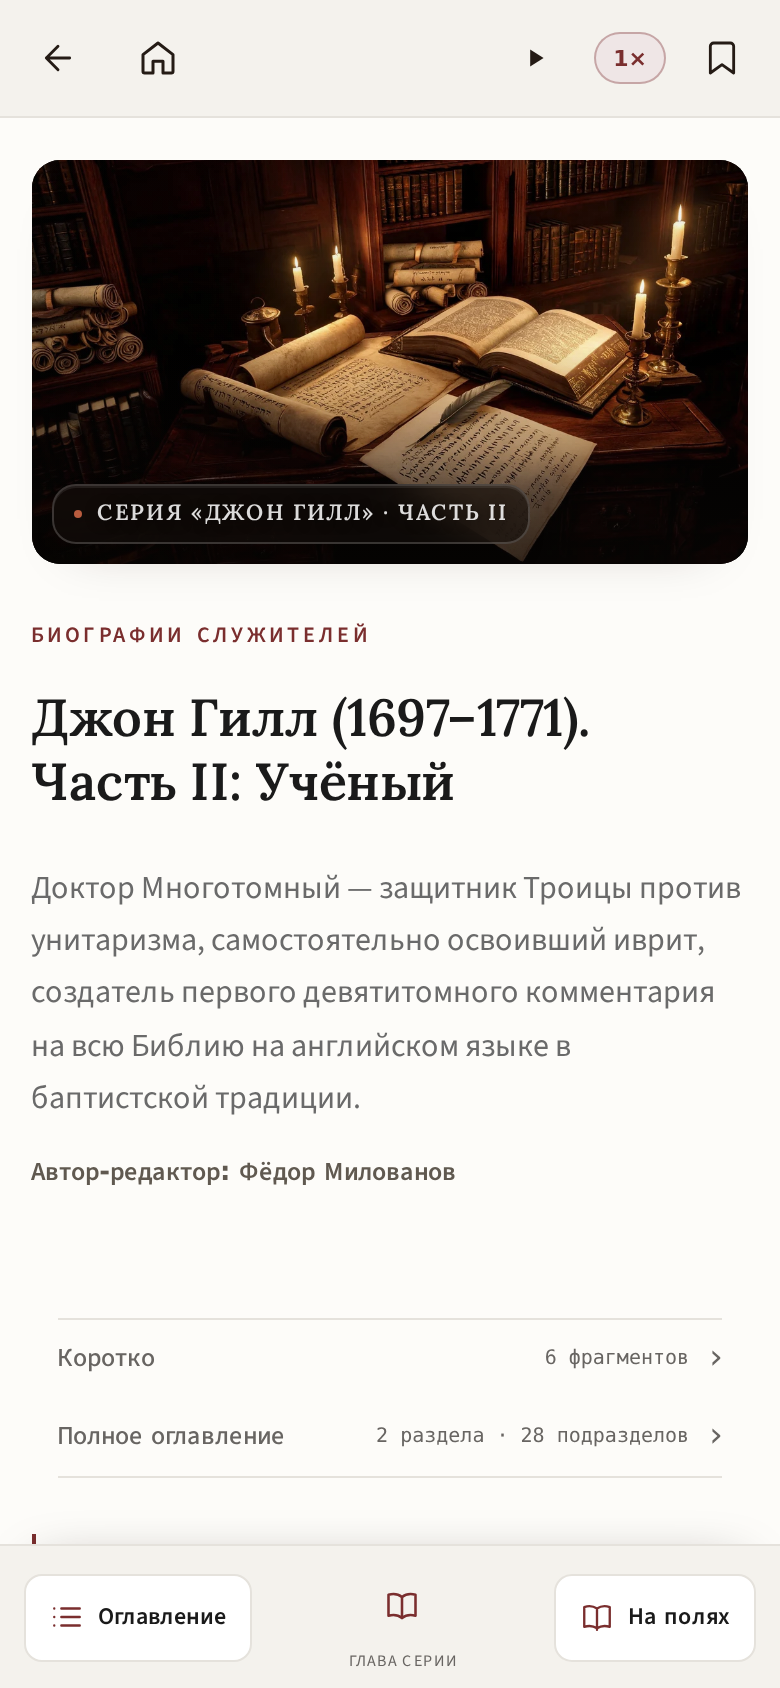 1×
СЕРИЯ «ДЖОН ГИЛЛ» · ЧАСТЬ II
БИОГРАФИИ СЛУЖИТЕЛЕЙ
Джон Гилл (1697–1771).
Часть II: Учёный
Доктор Многотомный — защитник Троицы против
унитаризма, самостоятельно освоивший иврит,
создатель первого девятитомного комментария
на всю Библию на английском языке в
баптистской традиции.
Автор-редактор: Фёдор Милованов
Коротко 6 фрагментов
Полное оглавление 2 раздела · 28 подразделов
Оглавление
ГЛАВА СЕРИИ
На полях